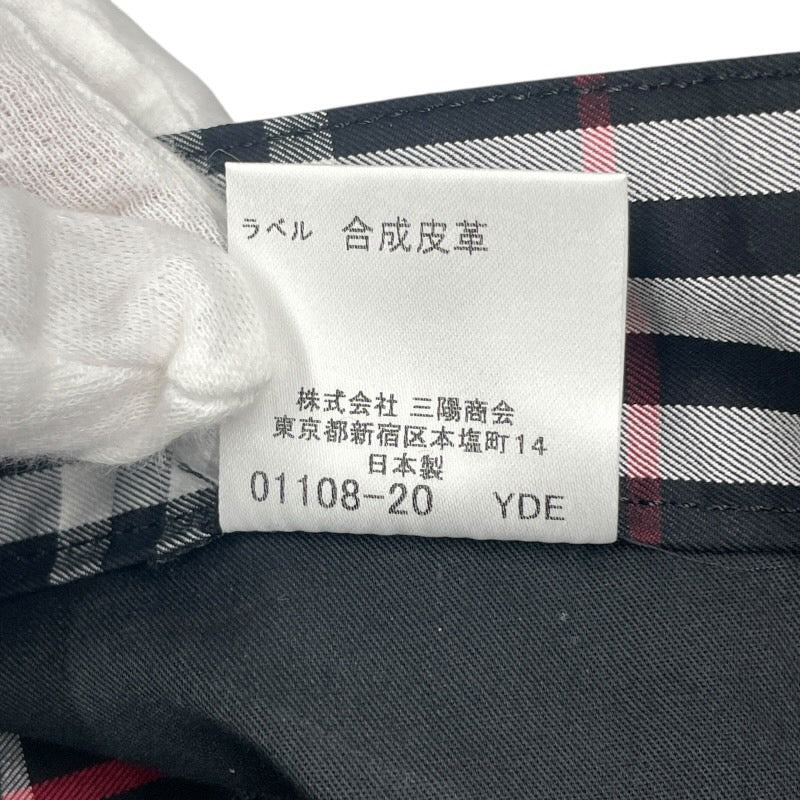 ラベル 合成皮革
株式会社 三陽商会
東京都新宿区本塩町14
日本製
01108-20 YDE